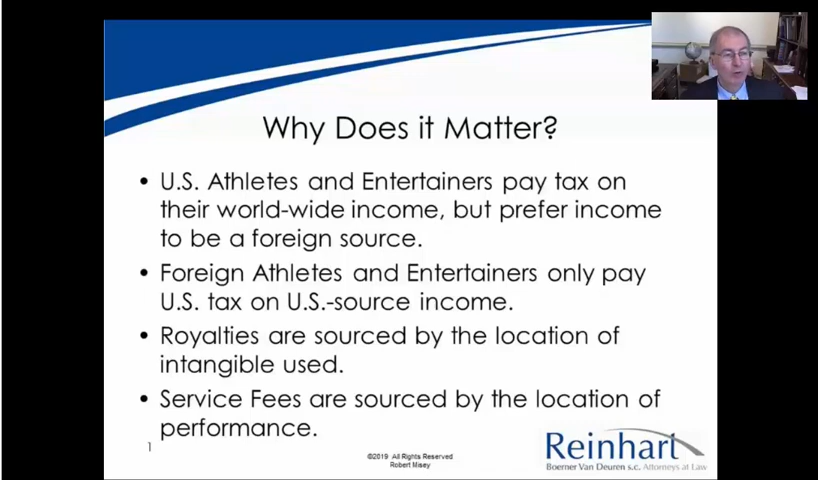 Why Does it Matter?
• U.S. Athletes and Entertainers pay tax on
their world-wide income, but prefer income
to be a foreign source.
• Foreign Athletes and Entertainers only pay
U.S. tax on U.S.-source income.
• Royalties are sourced by the location of
intangible used.
• Service Fees are sourced by the location of
performance.
1
©2019 All Rights Reserved
Robert Misey
Reinhart
Boerner Van Deuren s.c. Attorneys at Law